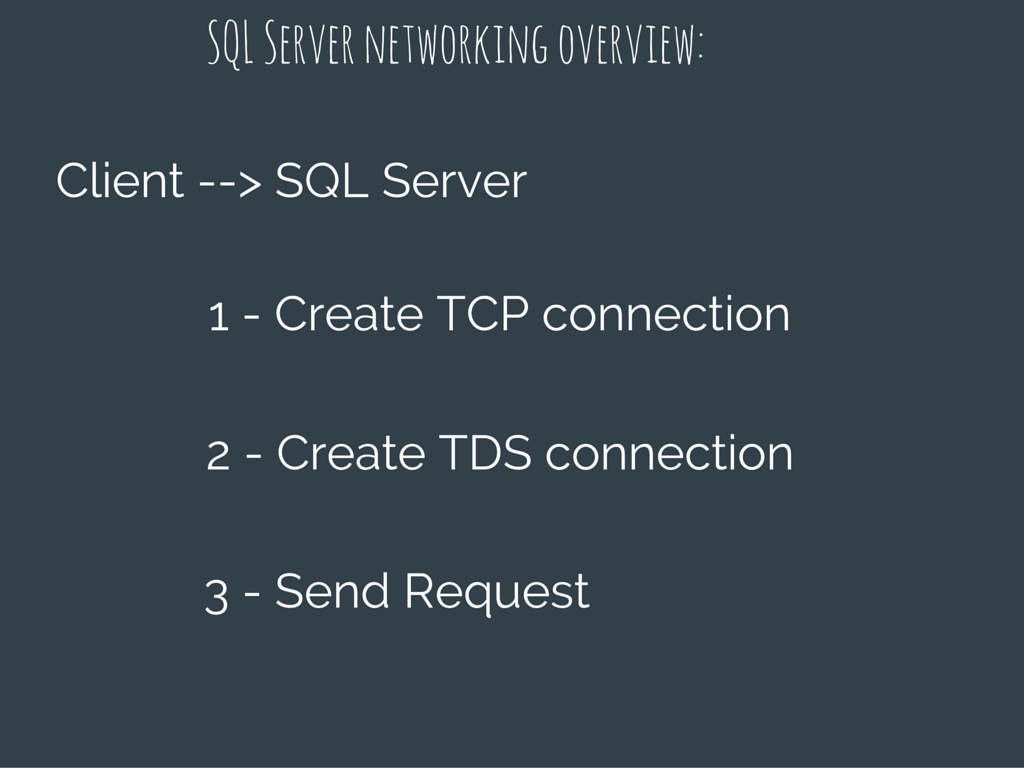 SQL Server networking overview:
Client --> SQL Server
1 - Create TCP connection
2 - Create TDS connection
3 - Send Request